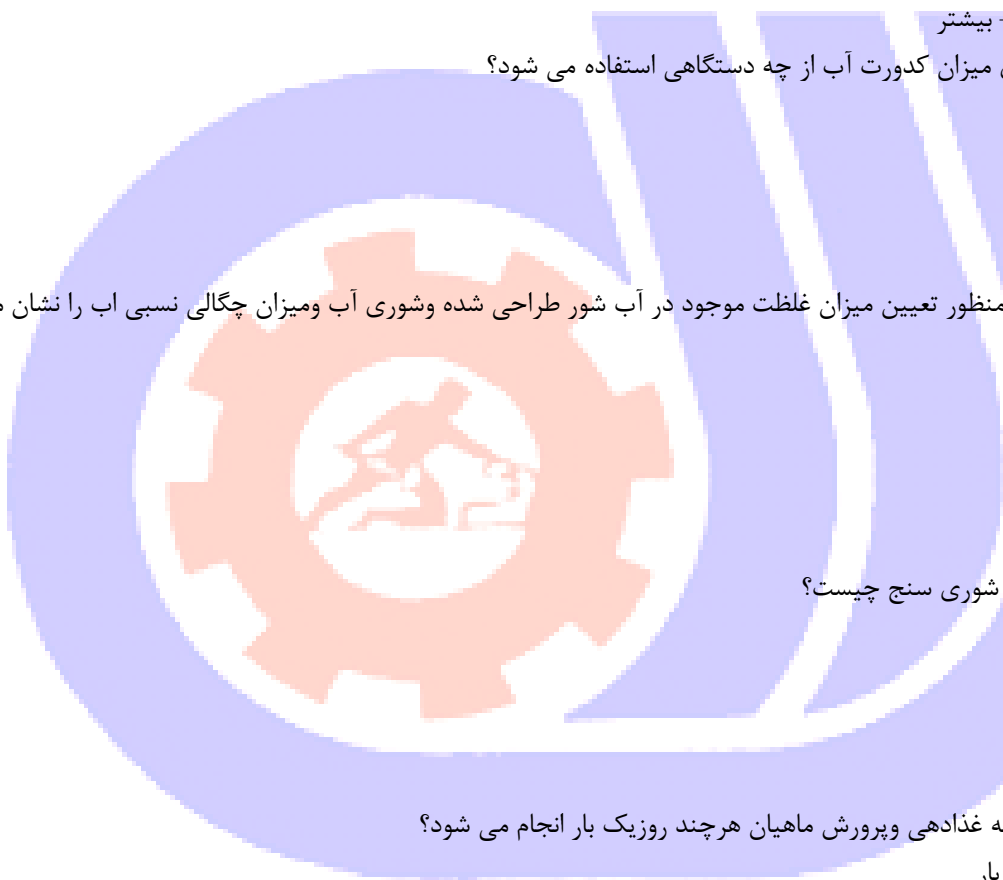 - بیشتر
میزان کدورت آب از چه دستگاهی استفاده می شود؟
منظور تعیین میزان غلظت موجود در آب شور طراحی شده وشوری آب ومیزان چگالی نسبی اب را نشان
شوری سنج چیست؟
غذادهی وپرورش ماهیان هرچند روزیک بار انجام می شود؟
بار